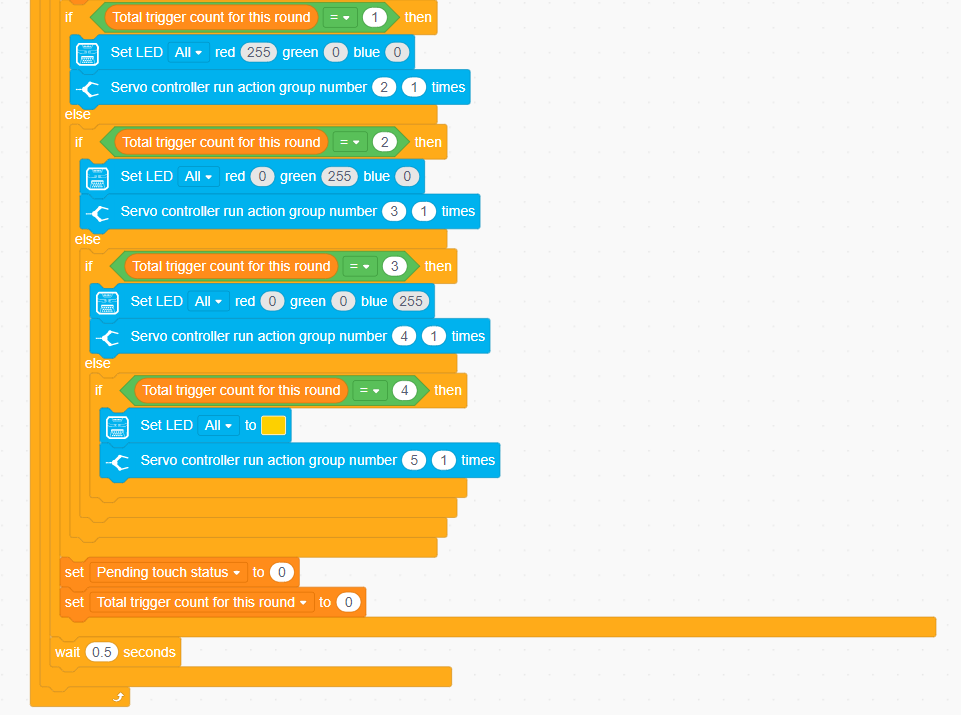 if Total trigger count for this round = 1 then
Set LED All red 255 green 0 blue 0
Servo controller run action group number 2 1 times
else
if Total trigger count for this round = 2 then
Set LED All red 0 green 255 blue 0
Servo controller run action group number 3 1 times
else
if Total trigger count for this round = 3 then
Set LED All red 0 green 0 blue 255
Servo controller run action group number 4 1 times
else
if Total trigger count for this round = 4 then
Set LED All to
Servo controller run action group number 5 1 times
set Pending touch status to 0
set Total trigger count for this round to 0
wait 0.5 seconds